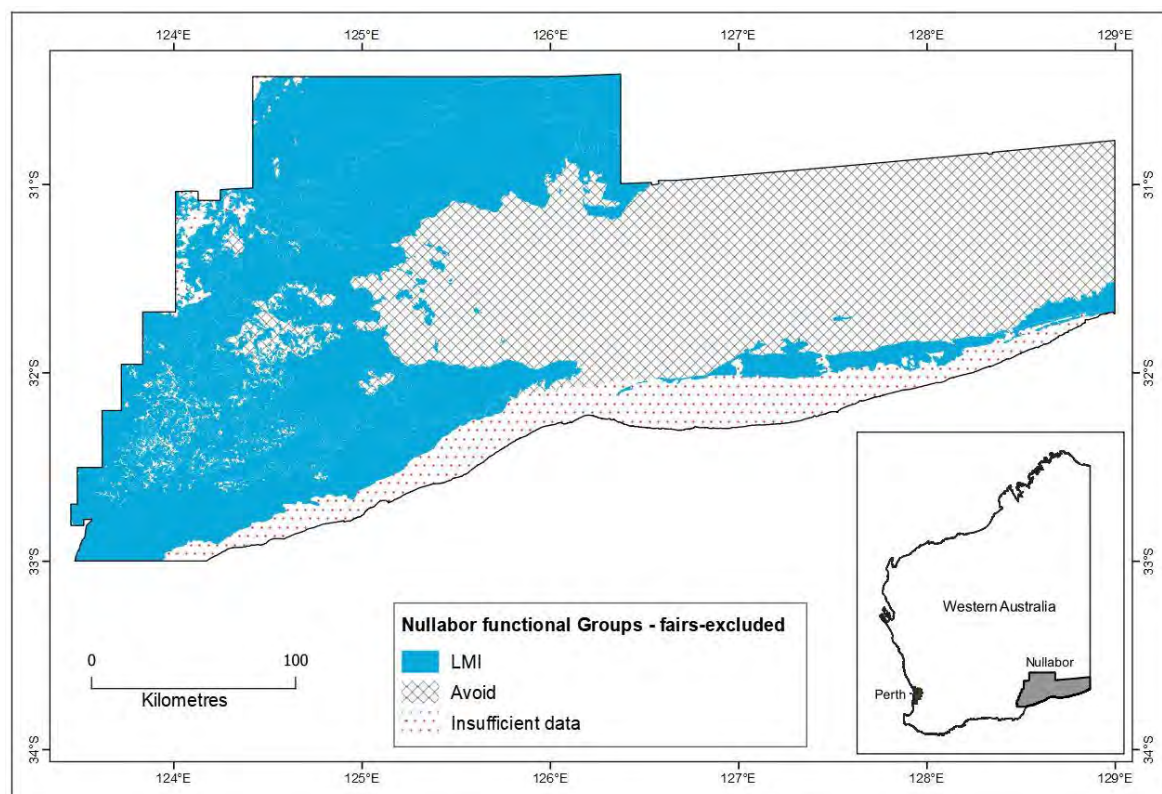 124°E 125°E 126°E 127°E 128°E 129°E
31°S 31°S
32°S 32°S
33°S 33°S
34°S 34°S
Nullabor functional Groups - fairs-excluded
LMI
Avoid
Insufficient data
0 100
Kilometres
Western Australia
Nullabor
Perth
124°E 125°E 126°E 127°E 128°E 129°E